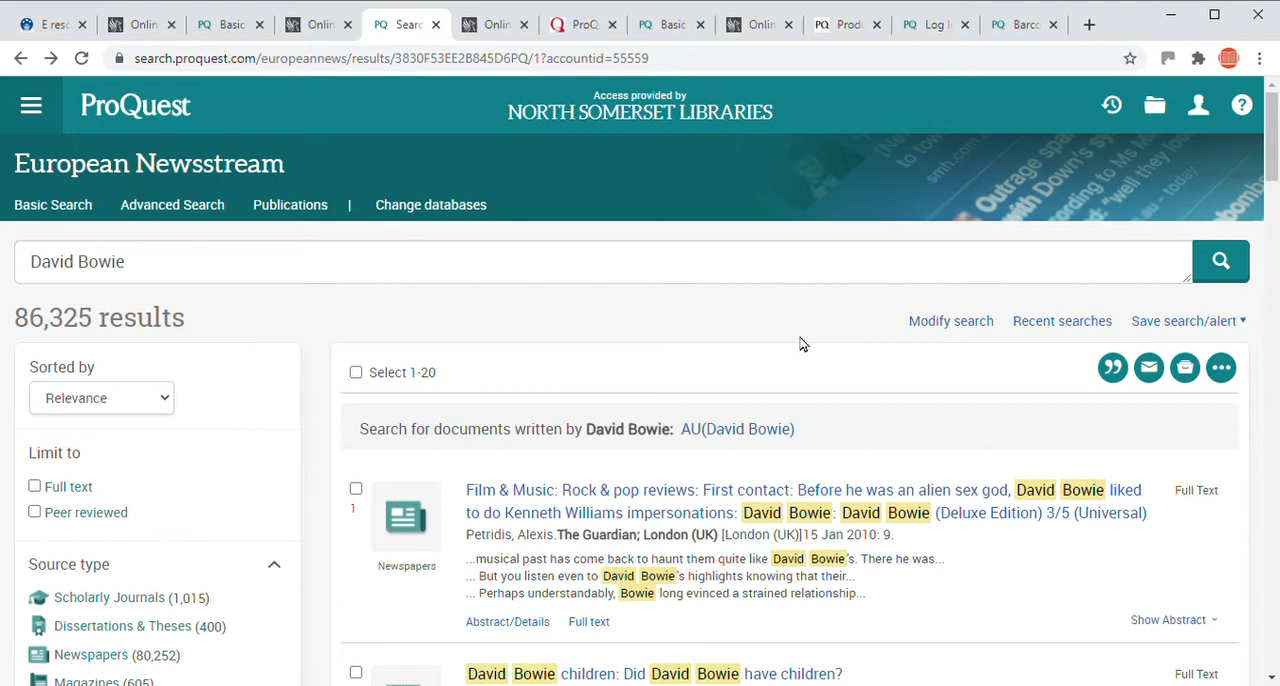 E resc
Onlin
Basic
Onlin
Searc
Onlin
ProQ
Basic
Onlin
Produ
Log I
Barco
search.proquest.com/europeannews/results/3830F53EE2B845D6PQ/1?accountid=55559
ProQuest
Access provided by
NORTH SOMERSET LIBRARIES
European Newsstream
Basic Search Advanced Search Publications | Change databases
David Bowie
86,325 results
Modify search Recent searches Save search/alert
Sorted by
Relevance
Limit to
Full text
Peer reviewed
Source type
Scholarly Journals (1,015)
Dissertations & Theses (400)
Newspapers (80,252)
Magazines (605)
Select 1-20
Search for documents written by David Bowie: AU(David Bowie)
1
Newspapers
Film & Music: Rock & pop reviews: First contact: Before he was an alien sex god, David Bowie liked
to do Kenneth Williams impersonations: David Bowie: David Bowie (Deluxe Edition) 3/5 (Universal)
Full Text
Petridis, Alexis.The Guardian; London (UK) [London (UK)]15 Jan 2010: 9.
...musical past has come back to haunt them quite like David Bowie's. There he was...
... But you listen even to David Bowie's highlights knowing that their...
... Perhaps understandably, Bowie long evinced a strained relationship...
Abstract/Details Full text Show Abstract
David Bowie children: Did David Bowie have children?
Full Text